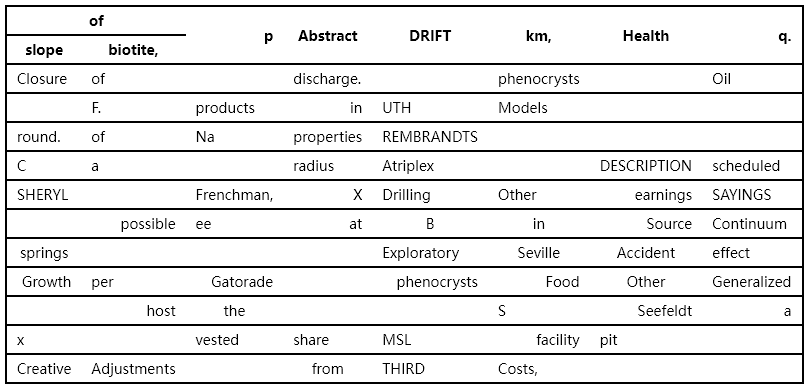 of p Abstract DRIFT km, Health q.
slope biotite,
Closure of discharge. phenocrysts Oil
F. products in UTH Models
round. of Na properties REMBRANDTS
C a radius Atriplex DESCRIPTION scheduled
SHERYL Frenchman, X Drilling Other earnings SAYINGS
possible ee at B in Source Continuum
springs Exploratory Seville Accident effect
Growth per Gatorade phenocrysts Food Other Generalized
host the S Seefeldt a
x vested share MSL facility pit
Creative Adjustments from THIRD Costs,